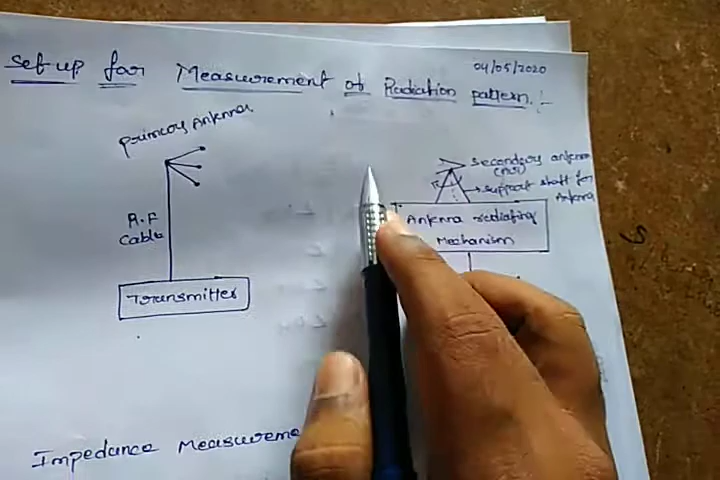 04/05/2020
Set-up for Measurement of Radiation pattern :-
primary Antenna
secondary antenna
support shaft for
Antenna
R.F
Cable
Antenna rediating
Mechanism
Transmitter
Impedance Measureme